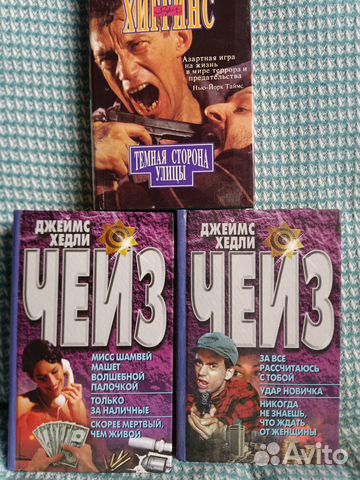 ХИГГИНС
Азартная игра
на жизнь
в мире террора и
предательства
Нью-Йорк Таймс
ТЕМНАЯ СТОРОНА
УЛИЦЫ
ДЖЕЙМС
ХЕДЛИ
ЧЕЙЗ
МИСС ШАМВЕЙ
МАШЕТ
ВОЛШЕБНОЙ
ПАЛОЧКОЙ
ТОЛЬКО
ЗА НАЛИЧНЫЕ
СКОРЕЕ МЕРТВЫЙ,
ЧЕМ ЖИВОЙ
ДЖЕЙМС
ХЕДЛИ
ЧЕЙЗ
ЗА ВСЕ
РАССЧИТАЮСЬ
С ТОБОЙ
УДАР НОВИЧКА
НИКОГДА
НЕ ЗНАЕШЬ,
ЧТО ЖДАТЬ
ОТ ЖЕНЩИНЫ
Avito